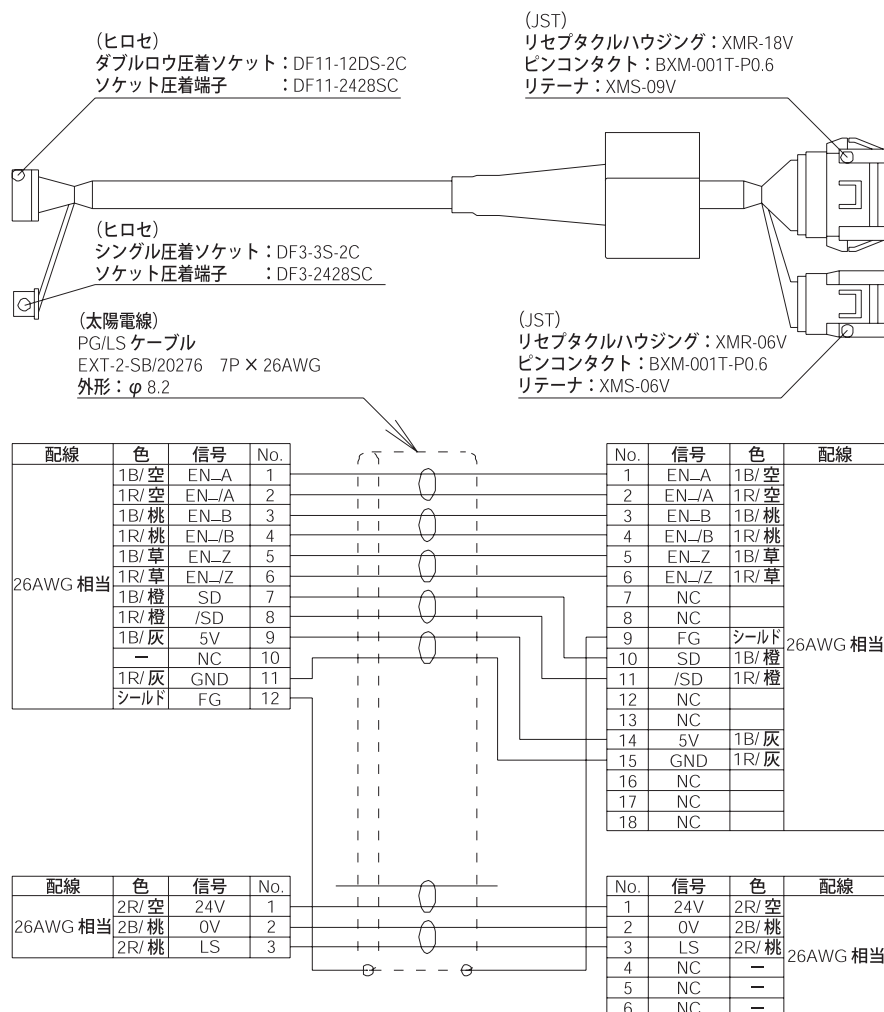 (ヒロセ)
ダブルロウ圧着ソケット：DF11-12DS-2C
ソケット圧着端子　　　：DF11-2428SC
(JST)
リセプタクルハウジング：XMR-18V
ピンコンタクト：BXM-001T-P0.6
リテーナ：XMS-09V
(ヒロセ)
シングル圧着ソケット：DF3-3S-2C
ソケット圧着端子　　：DF3-2428SC
(太陽電線)
PG/LS ケーブル
EXT-2-SB/20276　7P × 26AWG
外形：φ 8.2
(JST)
リセプタクルハウジング：XMR-06V
ピンコンタクト：BXM-001T-P0.6
リテーナ：XMS-06V
配線 色 信号 No.
26AWG 相当
1B/空 EN_A 1
1R/空 EN_/A 2
1B/桃 EN_B 3
1R/桃 EN_/B 4
1B/草 EN_Z 5
1R/草 EN_/Z 6
1B/橙 SD 7
1R/橙 /SD 8
1B/灰 5V 9
ー NC 10
1R/灰 GND 11
シールド FG 12
No. 信号 色 配線
1 EN_A 1B/空
2 EN_/A 1R/空
3 EN_B 1B/桃
4 EN_/B 1R/桃
5 EN_Z 1B/草
6 EN_/Z 1R/草
7 NC
8 NC
9 FG シールド
10 SD 1B/橙
11 /SD 1R/橙
12 NC
13 NC
14 5V 1B/灰
15 GND 1R/灰
16 NC
17 NC
18 NC
26AWG 相当
配線 色 信号 No.
26AWG 相当
2R/空 24V 1
2B/桃 0V 2
2R/桃 LS 3
No. 信号 色 配線
1 24V 2R/空
2 0V 2B/桃
3 LS 2R/桃
4 NC ー
5 NC ー
6 NC ー
26AWG 相当